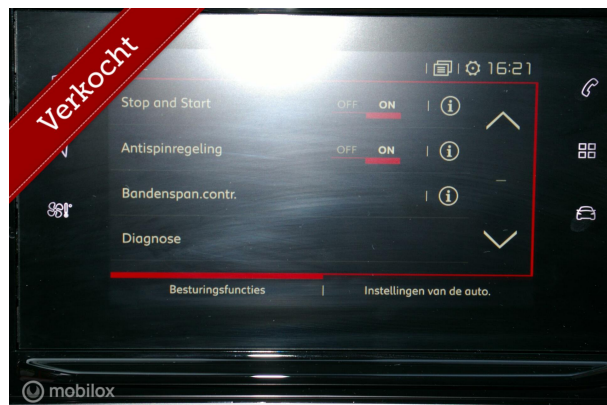 Verkocht
16:21
Stop and Start OFF ON
Antispinregeling OFF ON
Bandenspan.contr.
Diagnose
Besturingsfuncties | Instellingen van de auto.
mobilox